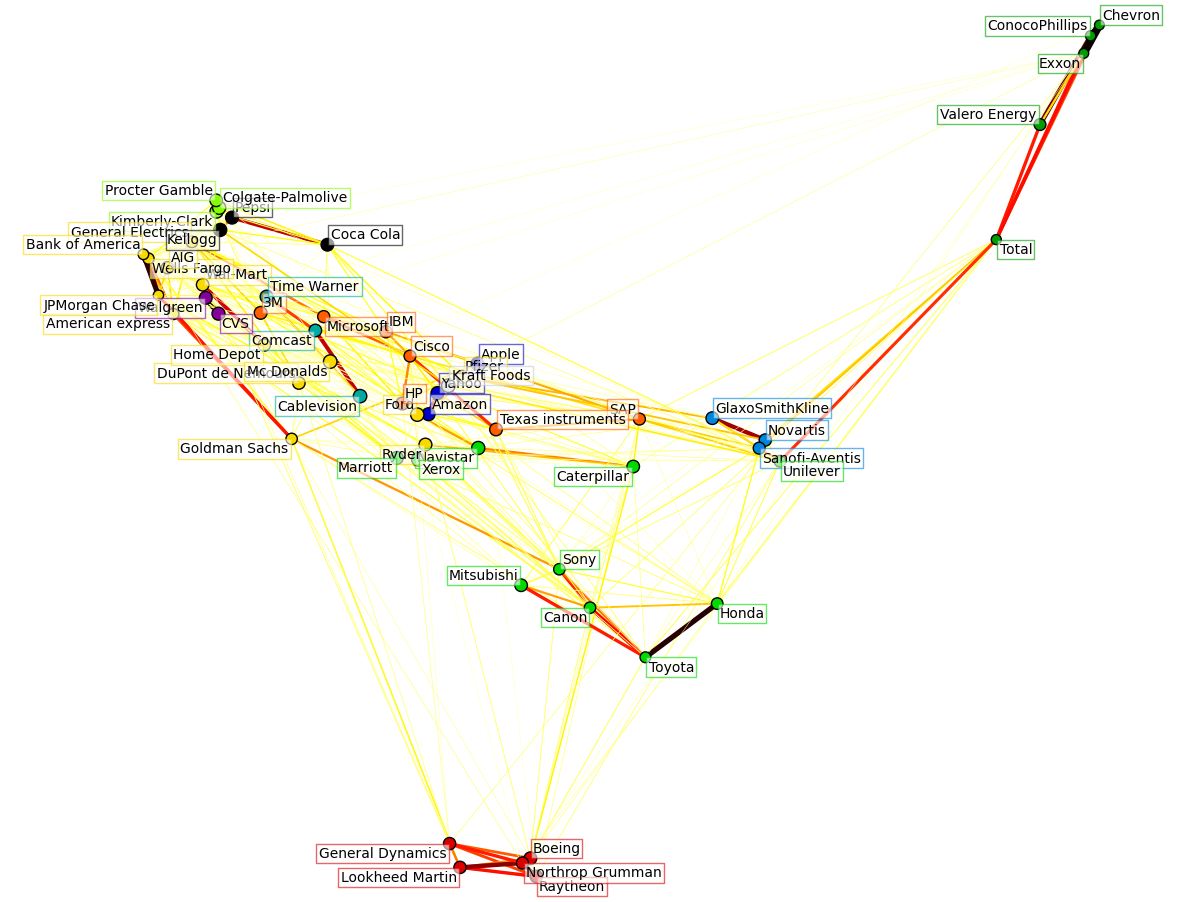 Chevron
ConocoPhillips
Exxon
Valero Energy
Procter Gamble
Colgate-Palmolive
Pepsi
Kimberly-Clark
General Electric
Coca Cola
Kellogg
Bank of America
Total
AIG
Wells Fargo
Wal-Mart
Time Warner
JPMorgan Chase
Walgreen
3M
American express
CVS
Microsoft
IBM
Comcast
Cisco
Home Depot
Apple
Pfizer
DuPont de Nemours
Mc Donalds
Kraft Foods
Yahoo
HP
Cablevision
Ford
Amazon
SAP
GlaxoSmithKline
Texas instruments
Novartis
Goldman Sachs
Ryder
Navistar
Sanofi-Aventis
Marriott
Xerox
Caterpillar
Unilever
Sony
Mitsubishi
Canon
Honda
Toyota
Boeing
General Dynamics
Northrop Grumman
Lookheed Martin
Raytheon